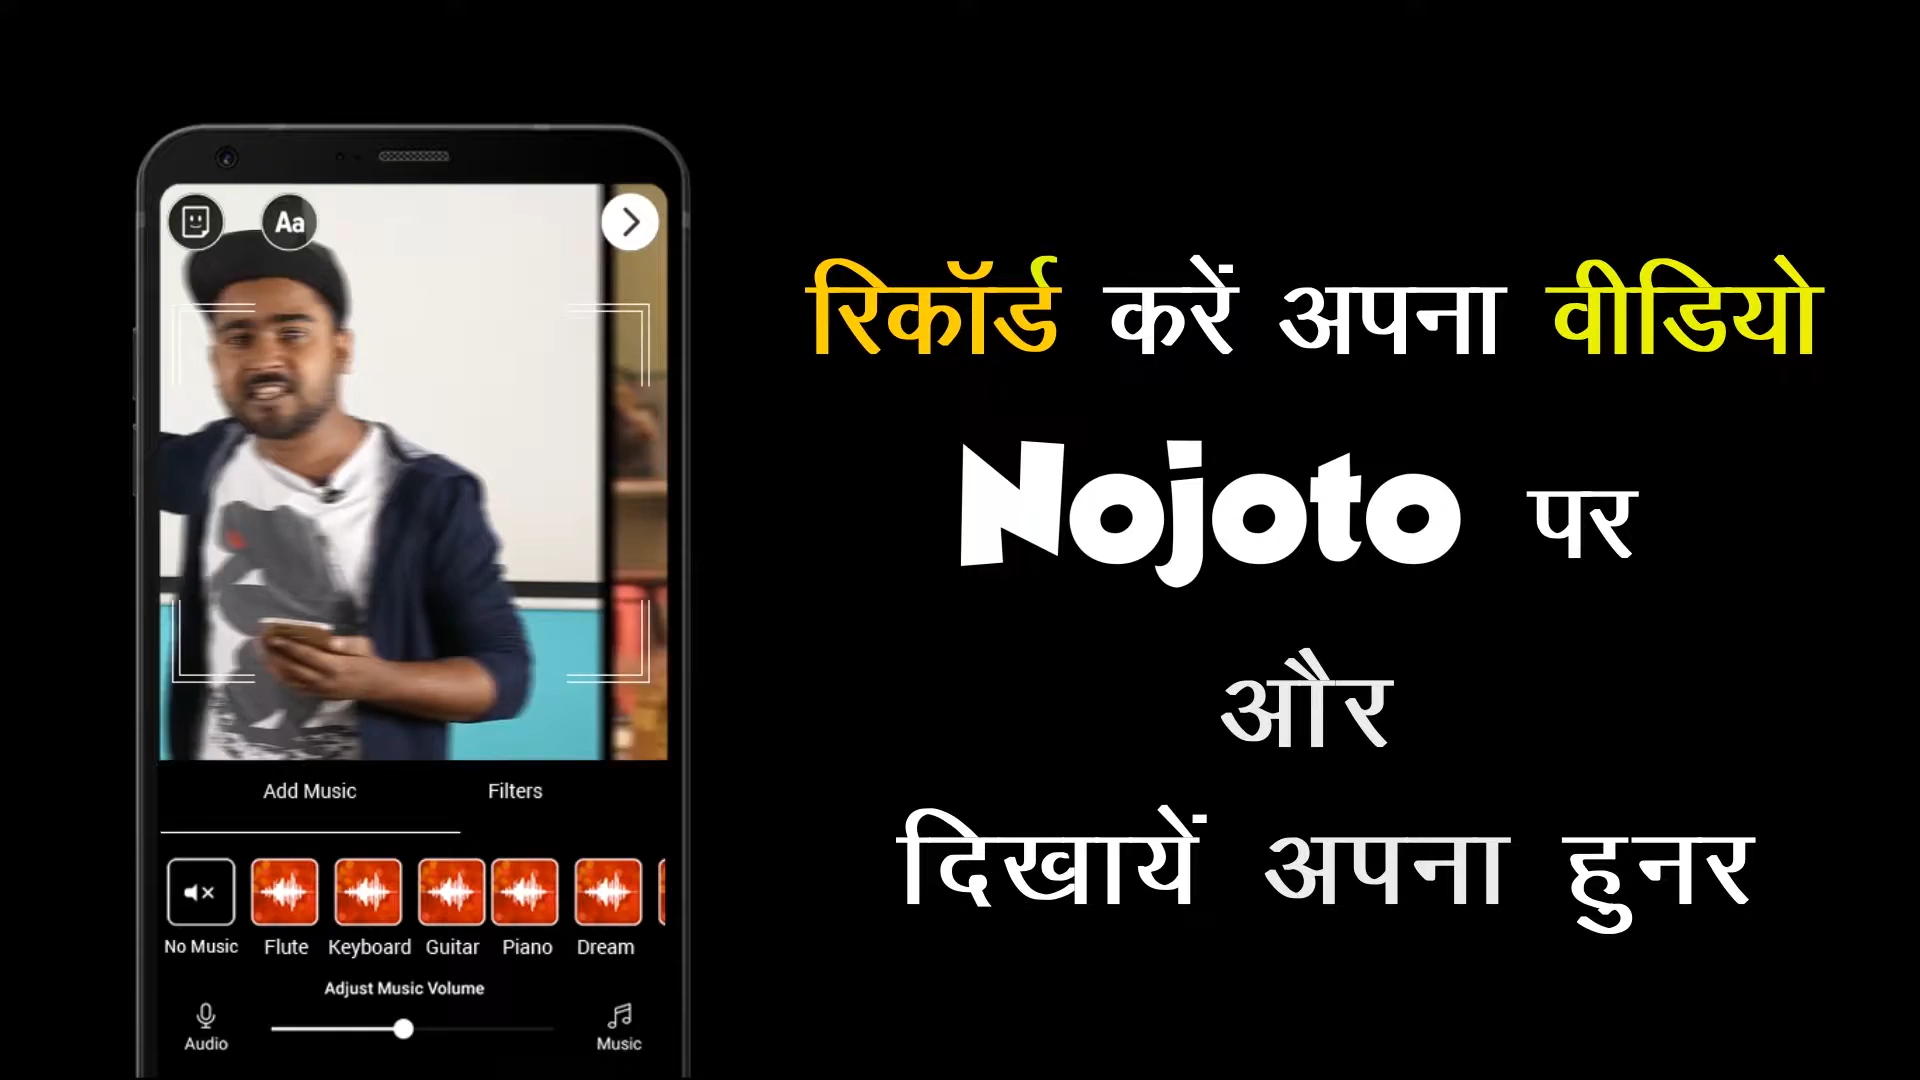 Aa
रिकॉर्ड करें अपना वीडियो
Nojoto पर
और
दिखायें अपना हुनर
Add Music Filters
No Music Flute Keyboard Guitar Piano Dream
Adjust Music Volume
Audio Music